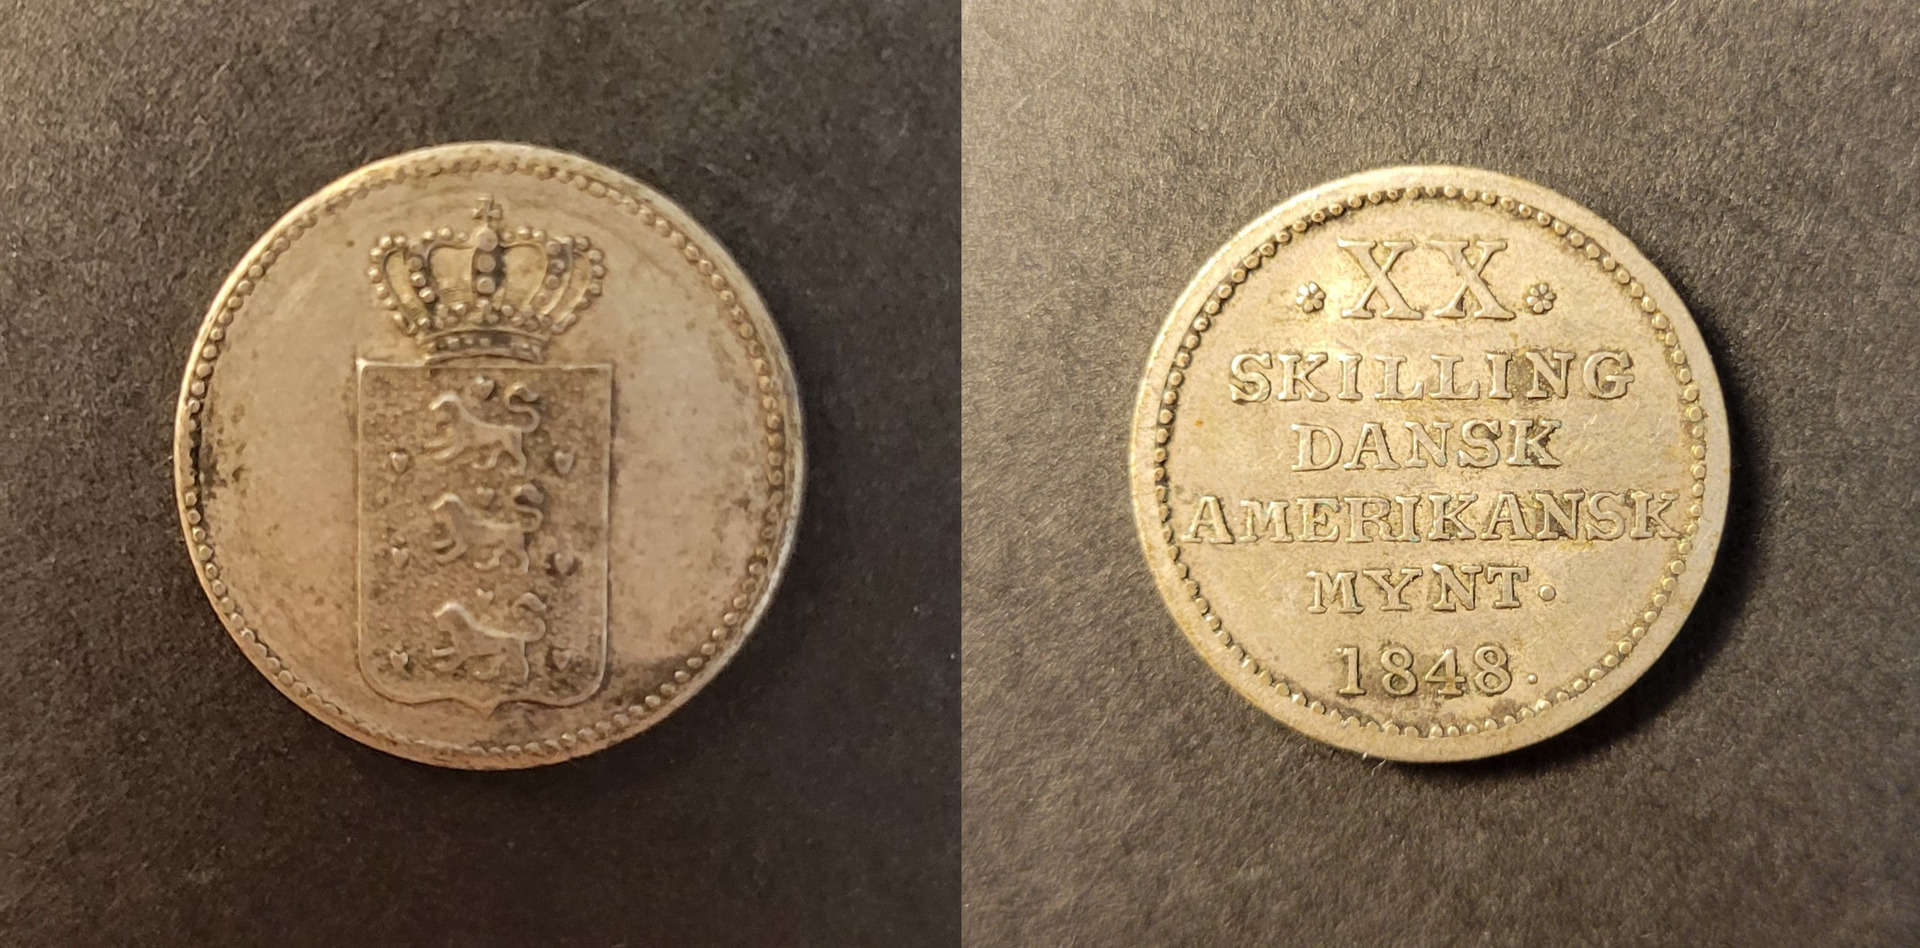 XX
SKILLING
DANSK
AMERIKANSK
MYNT.
1848.